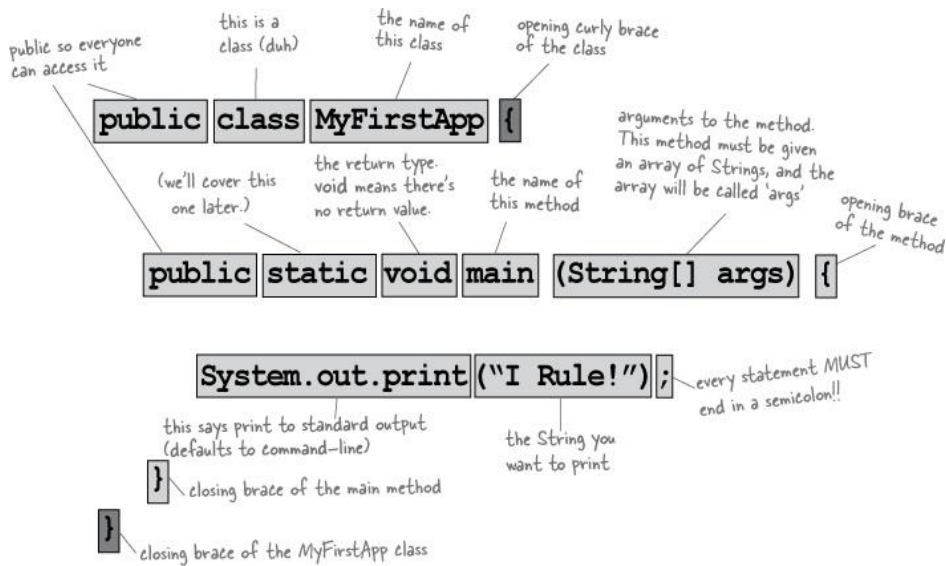 public so everyone
can access it
this is a
class (duh)
the name of
this class
opening curly brace
of the class
public class MyFirstApp {
(we'll cover this
one later.)
the return type.
void means there's
no return value.
the name of
this method
arguments to the method.
This method must be given
an array of Strings, and the
array will be called 'args'
opening brace
of the method
public static void main (String[] args) {
System.out.print(“I Rule!”);
every statement MUST
end in a semicolon!!
this says print to standard output
(defaults to command-line)
the String you
want to print
}
closing brace of the main method
}
closing brace of the MyFirstApp class